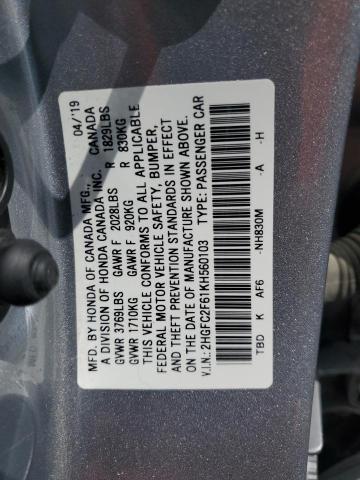 MFD. BY HONDA OF CANADA MFG., 04/'19
A DIVISION OF HONDA CANADA INC., CANADA
GVWR 3769LBS GAWR F 2028LBS R 1829LBS
GVWR 1710KG GAWR F 920KG R 830KG
THIS VEHICLE CONFORMS TO ALL APPLICABLE
FEDERAL MOTOR VEHICLE SAFETY, BUMPER,
AND THEFT PREVENTION STANDARDS IN EFFECT
ON THE DATE OF MANUFACTURE SHOWN ABOVE.
V.I.N.: 2HGFC2F61KH560103 TYPE: PASSENGER CAR
TBD K AF6 -NH830M -A -H